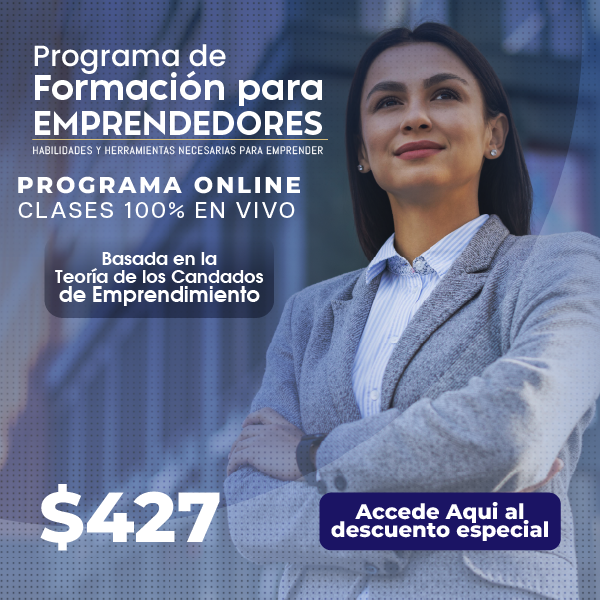 Programa de
Formación para
EMPRENDEDORES
HABILIDADES Y HERRAMIENTAS NECESARIAS PARA EMPRENDER
PROGRAMA ONLINE
CLASES 100% EN VIVO
Basada en la
Teoría de los Candados
de Emprendimiento
$427
Accede Aqui al
descuento especial